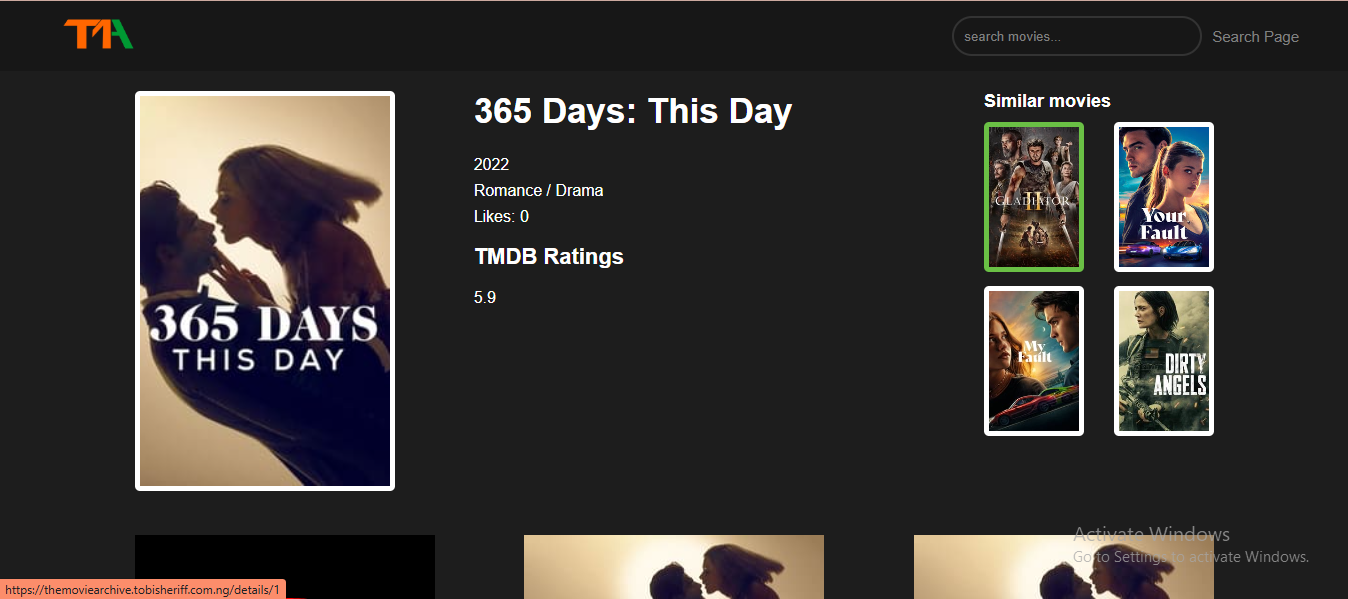 TMA
search movies...
Search Page
365 DAYS
THIS DAY
365 Days: This Day
2022
Romance / Drama
Likes: 0
TMDB Ratings
5.9
Similar movies
GLADIATOR
II
Your
Fault
My
Fault
DIRTY
ANGELS
Activate Windows
Go to Settings to activate Windows.
https://themoviearchive.tobisheriff.com.ng/details/1